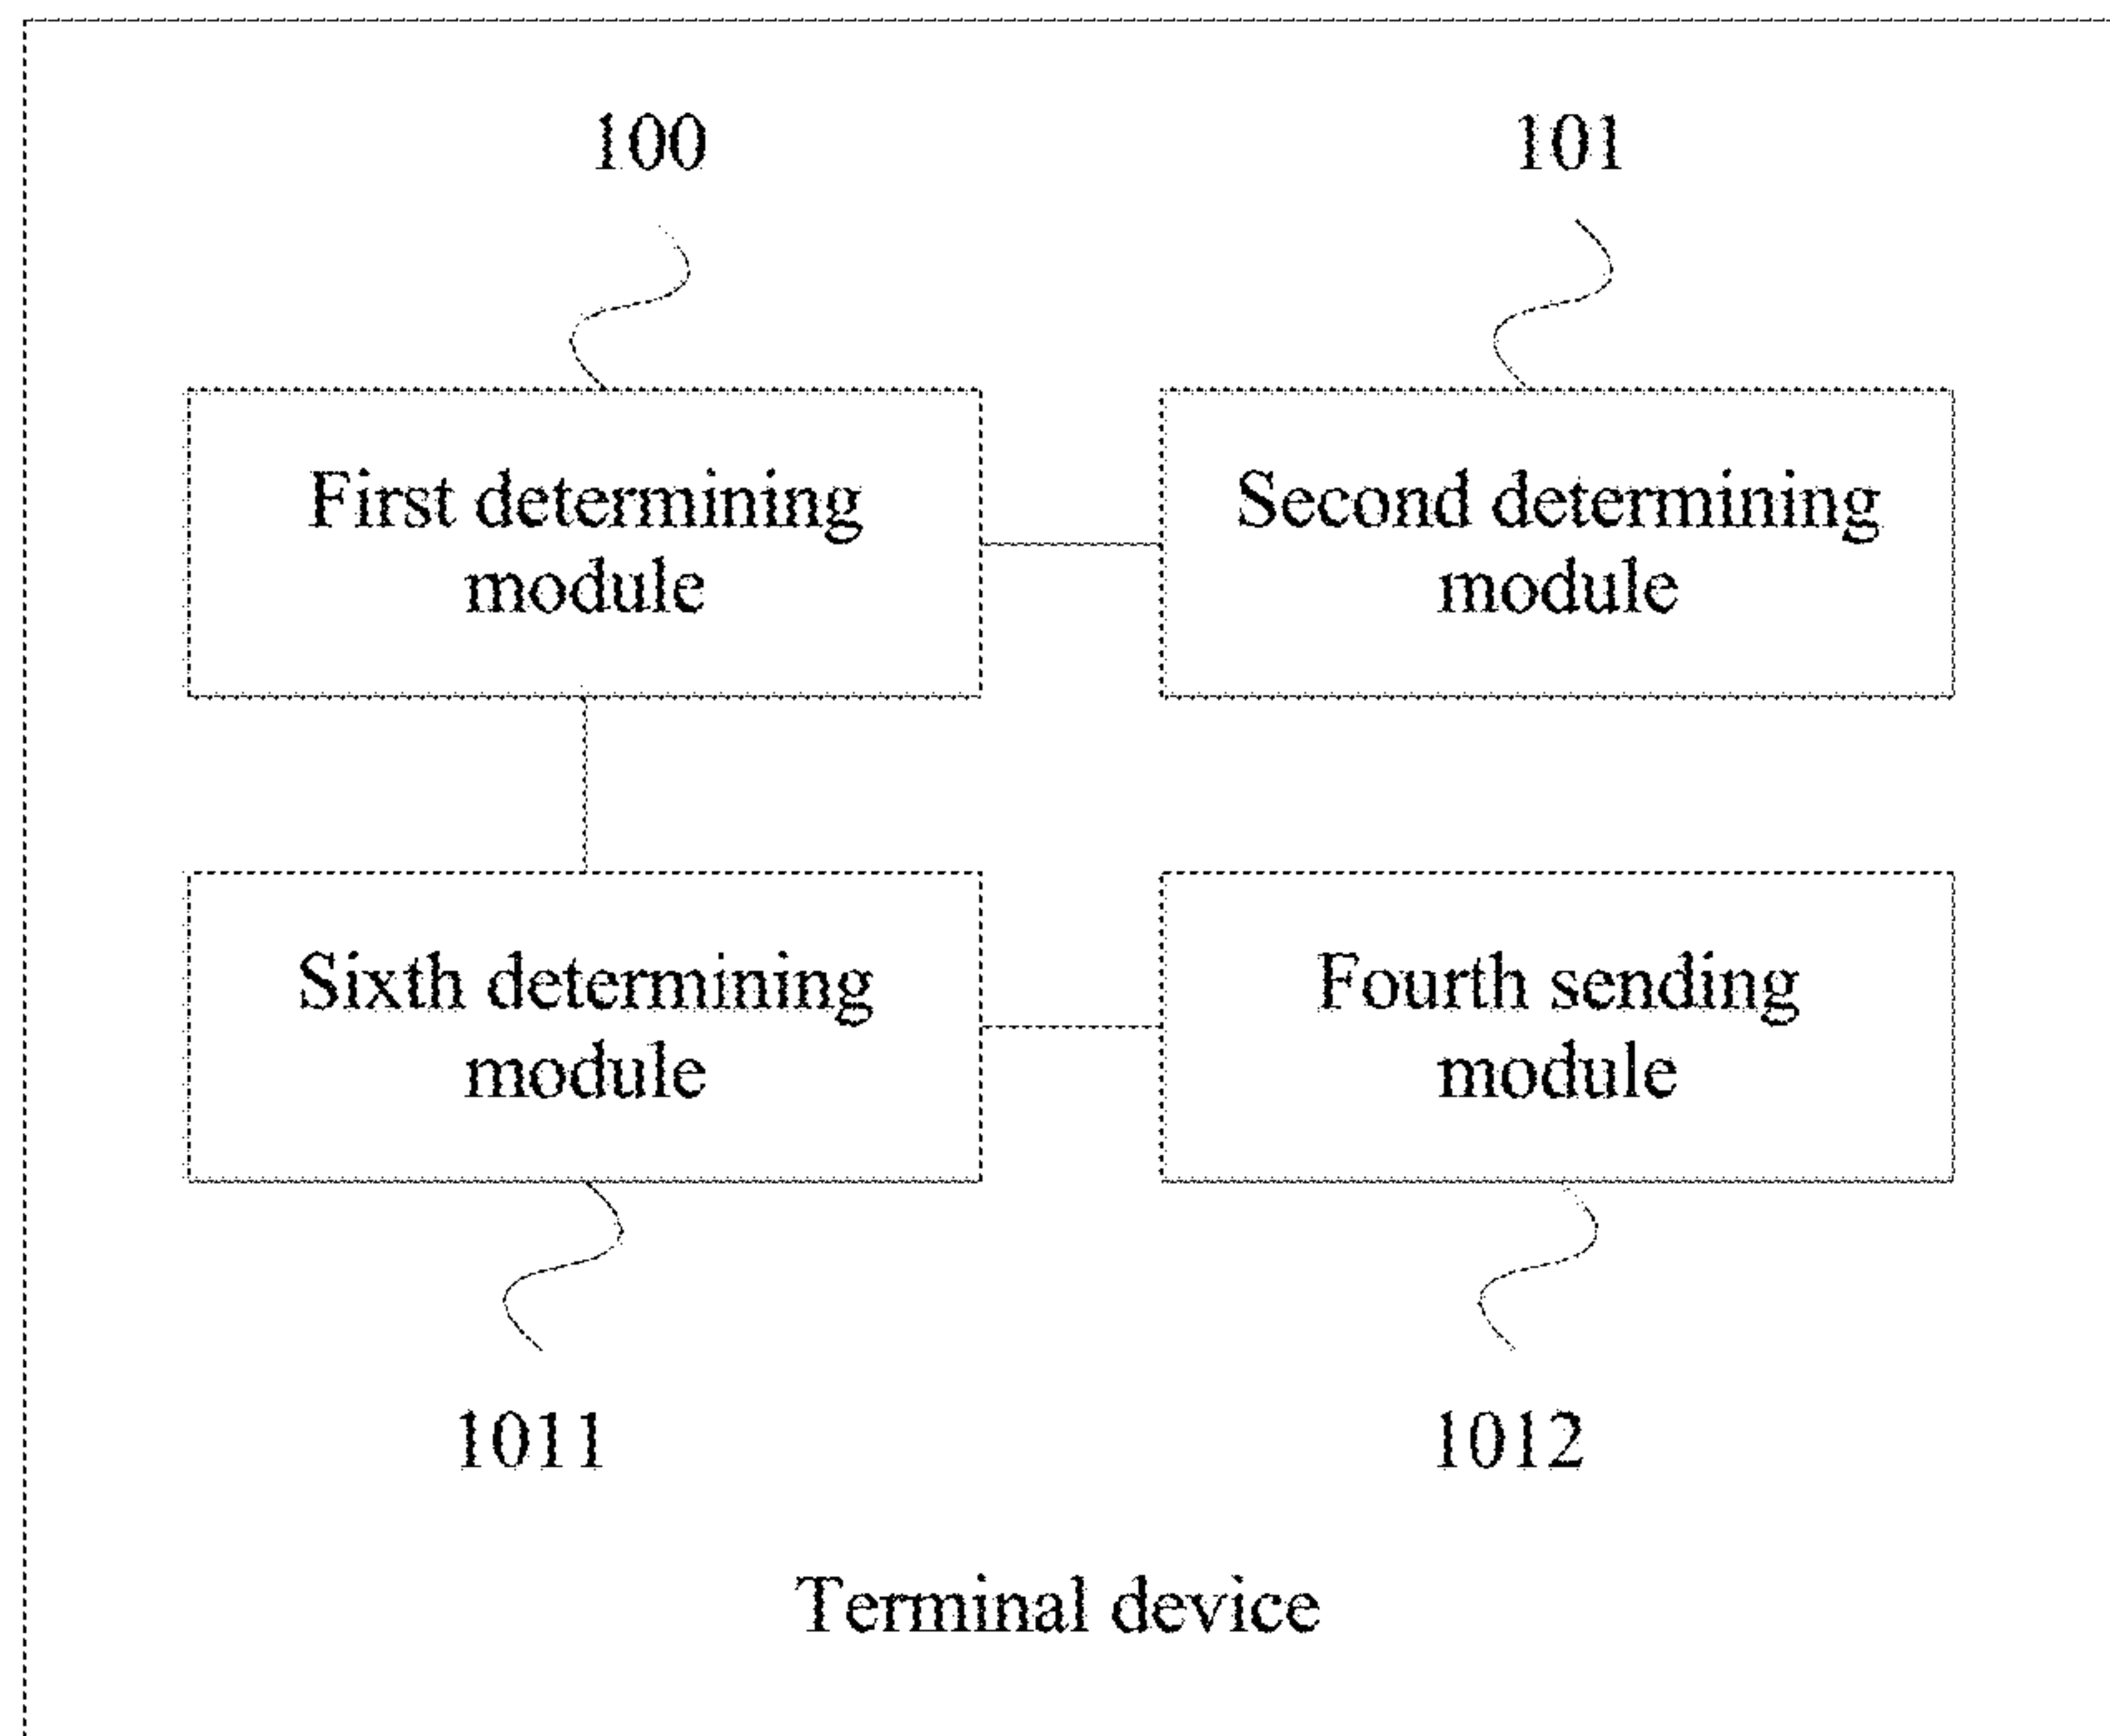 100
101
First determining
module
Second determining
module
Sixth determining
module
Fourth sending
module
1011
1012
Terminal device